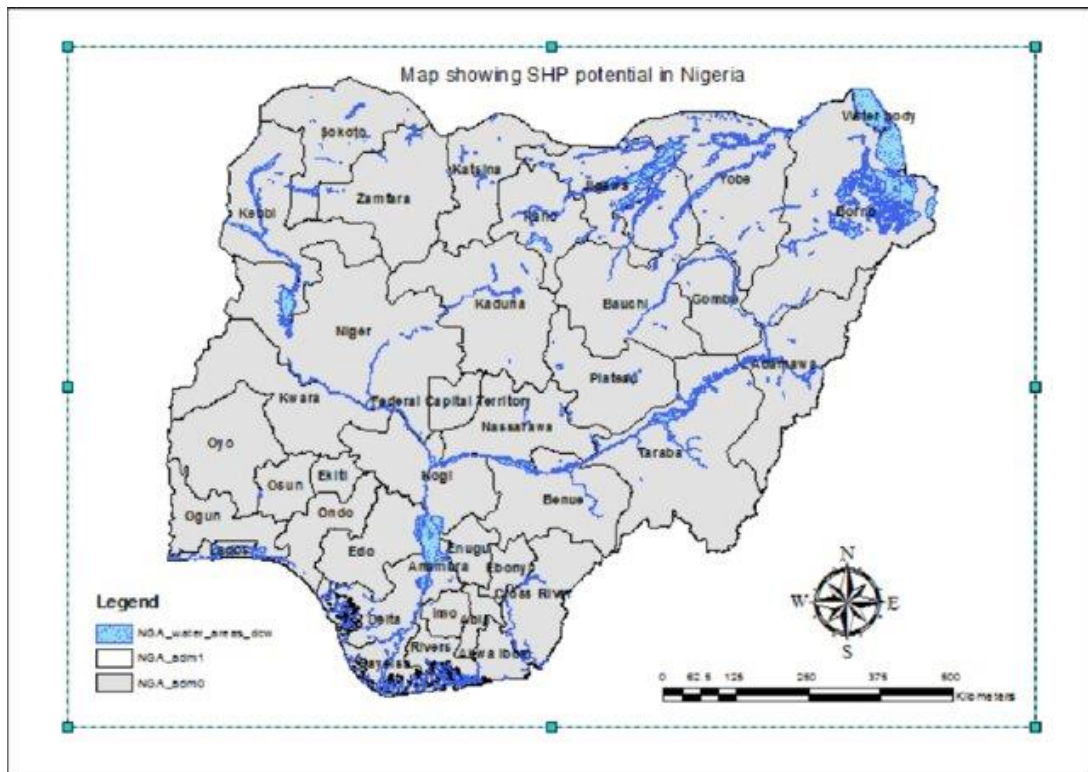 Map showing SHP potential in Nigeria
Water body
Sokoto
Katsina
Zamfara
Jigawa
Yobe
Kebbi
Kano
Borno
Kaduna
Bauchi
Gombe
Niger
Adamawa
Plateau
Kwara
Federal Capital Territory
Nassarawa
Oyo
Taraba
Ekiti
Kogi
Osun
Benue
Ogun
Ondo
Lagos
Edo
Enugu
Anambra
Ebonyi
Cross River
Delta
Imo
Abia
Rivers
Akwa Ibom
Bayelsa
N
W
E
S
Legend
NGA_water_areas_dcw
NGA_adm1
NGA_adm0
0 62.5 125 250 375 500
Kilometers